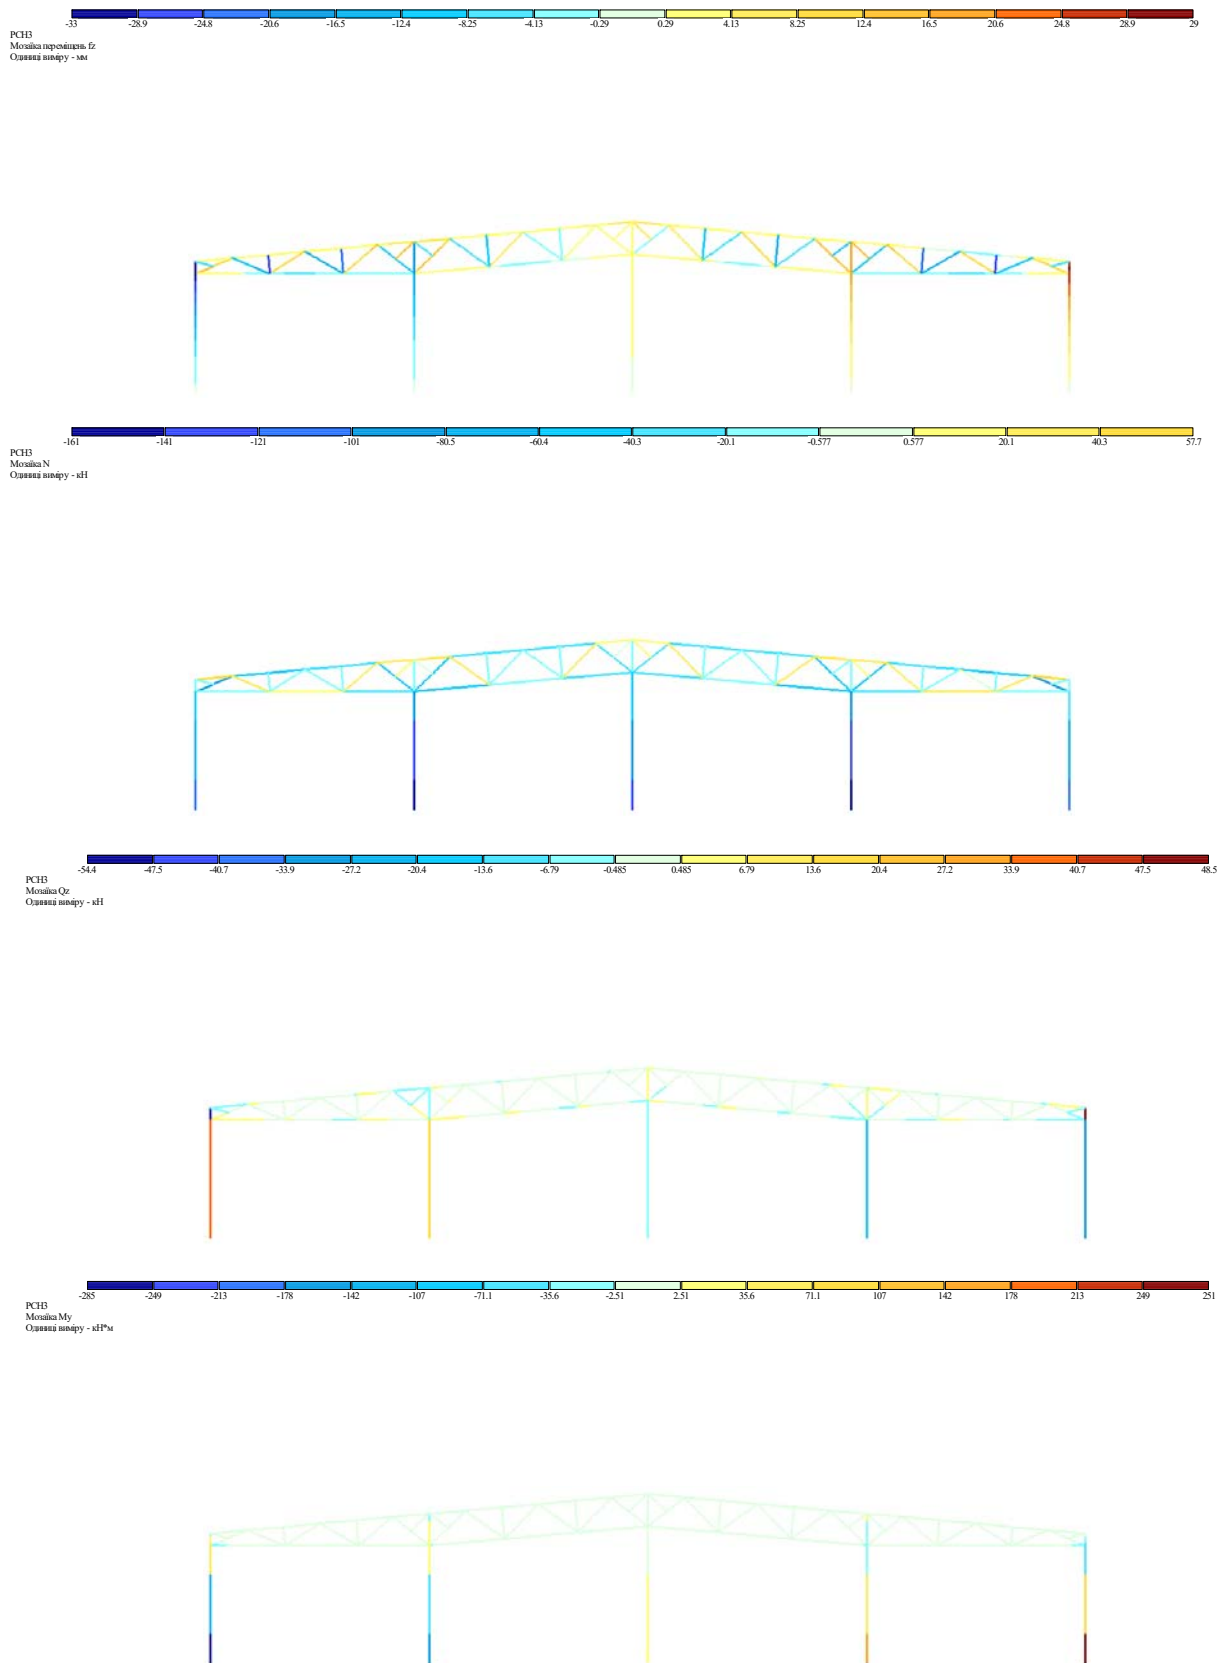 -33 -28.9 -24.8 -20.6 -16.5 -12.4 -8.25 -4.13 -0.29 0.29 4.13 8.25 12.4 16.5 20.6 24.8 28.9 29
РСН3
Мозаїка переміщень fz
Одиниці виміру - мм
-161 -141 -121 -101 -80.5 -60.4 -40.3 -20.1 -0.577 0.577 20.1 40.3 57.7
РСН3
Мозаїка N
Одиниці виміру - кН
-54.4 -47.5 -40.7 -33.9 -27.2 -20.4 -13.6 -6.79 -0.485 0.485 6.79 13.6 20.4 27.2 33.9 40.7 47.5 48.5
РСН3
Мозаїка Qz
Одиниці виміру - кН
-285 -249 -213 -178 -142 -107 -71.1 -35.6 -2.51 2.51 35.6 71.1 107 142 178 213 249 251
РСН3
Мозаїка My
Одиниці виміру - кН*м